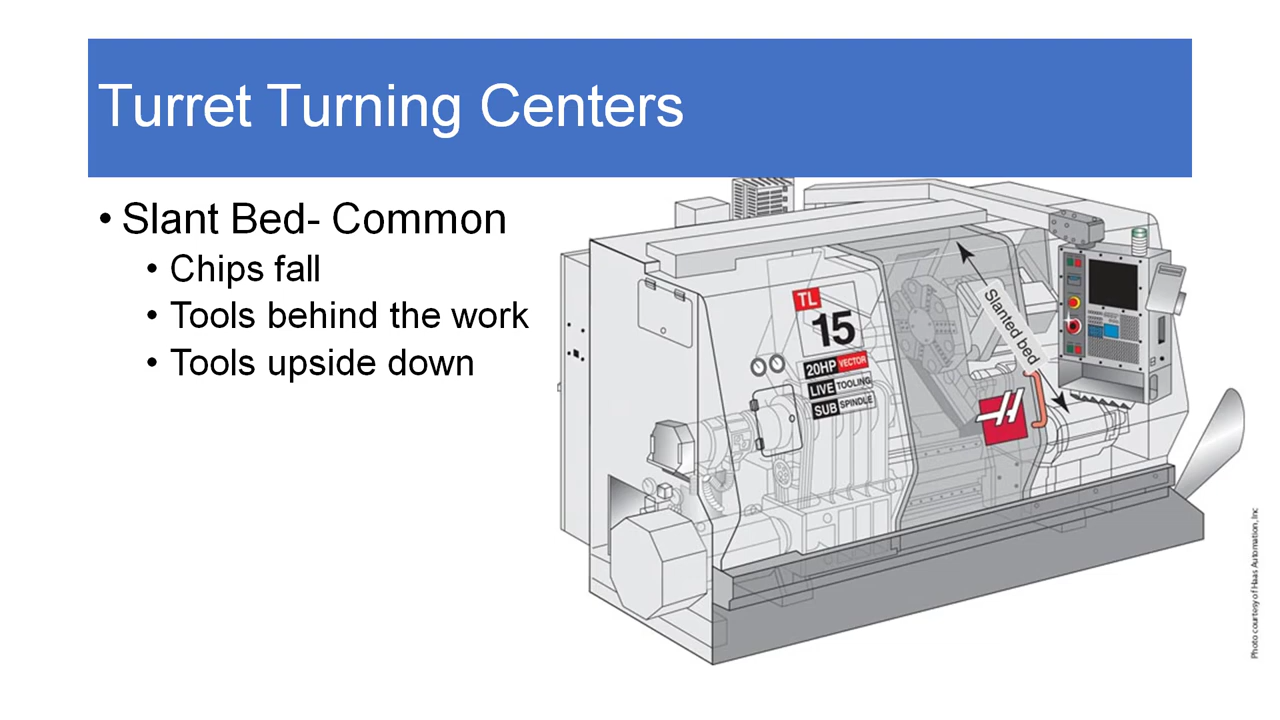 Turret Turning Centers
• Slant Bed- Common
• Chips fall
• Tools behind the work
• Tools upside down
TL
15
20HP VECTOR
LIVE TOOLING
SUB SPINDLE
Slanted bed
Photo courtesy of Haas Automation, Inc